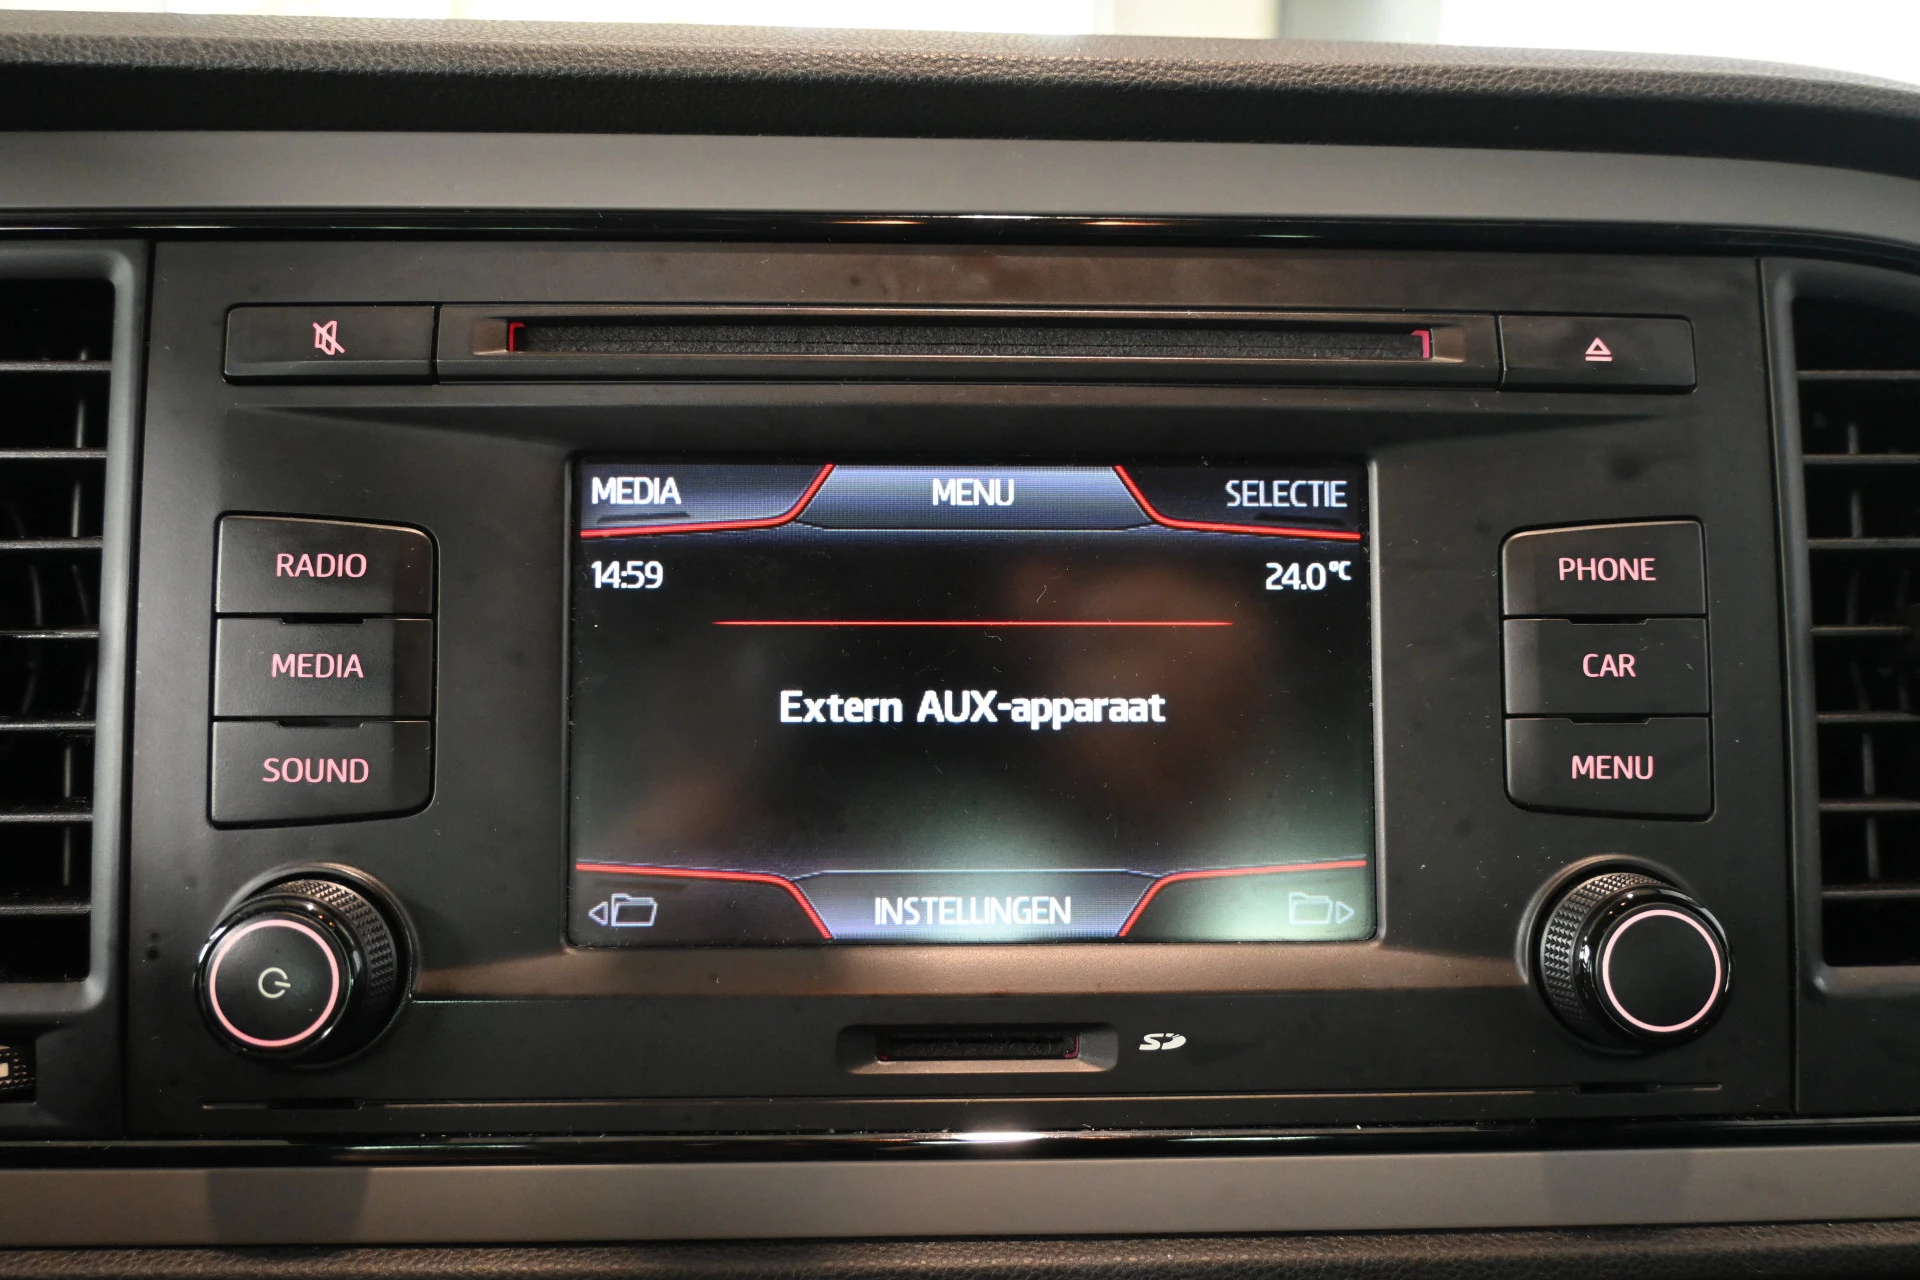 MEDIA MENU SELECTIE
14:59 24.0°C
RADIO
PHONE
MEDIA
CAR
Extern AUX-apparaat
SOUND
MENU
INSTELLINGEN
SD